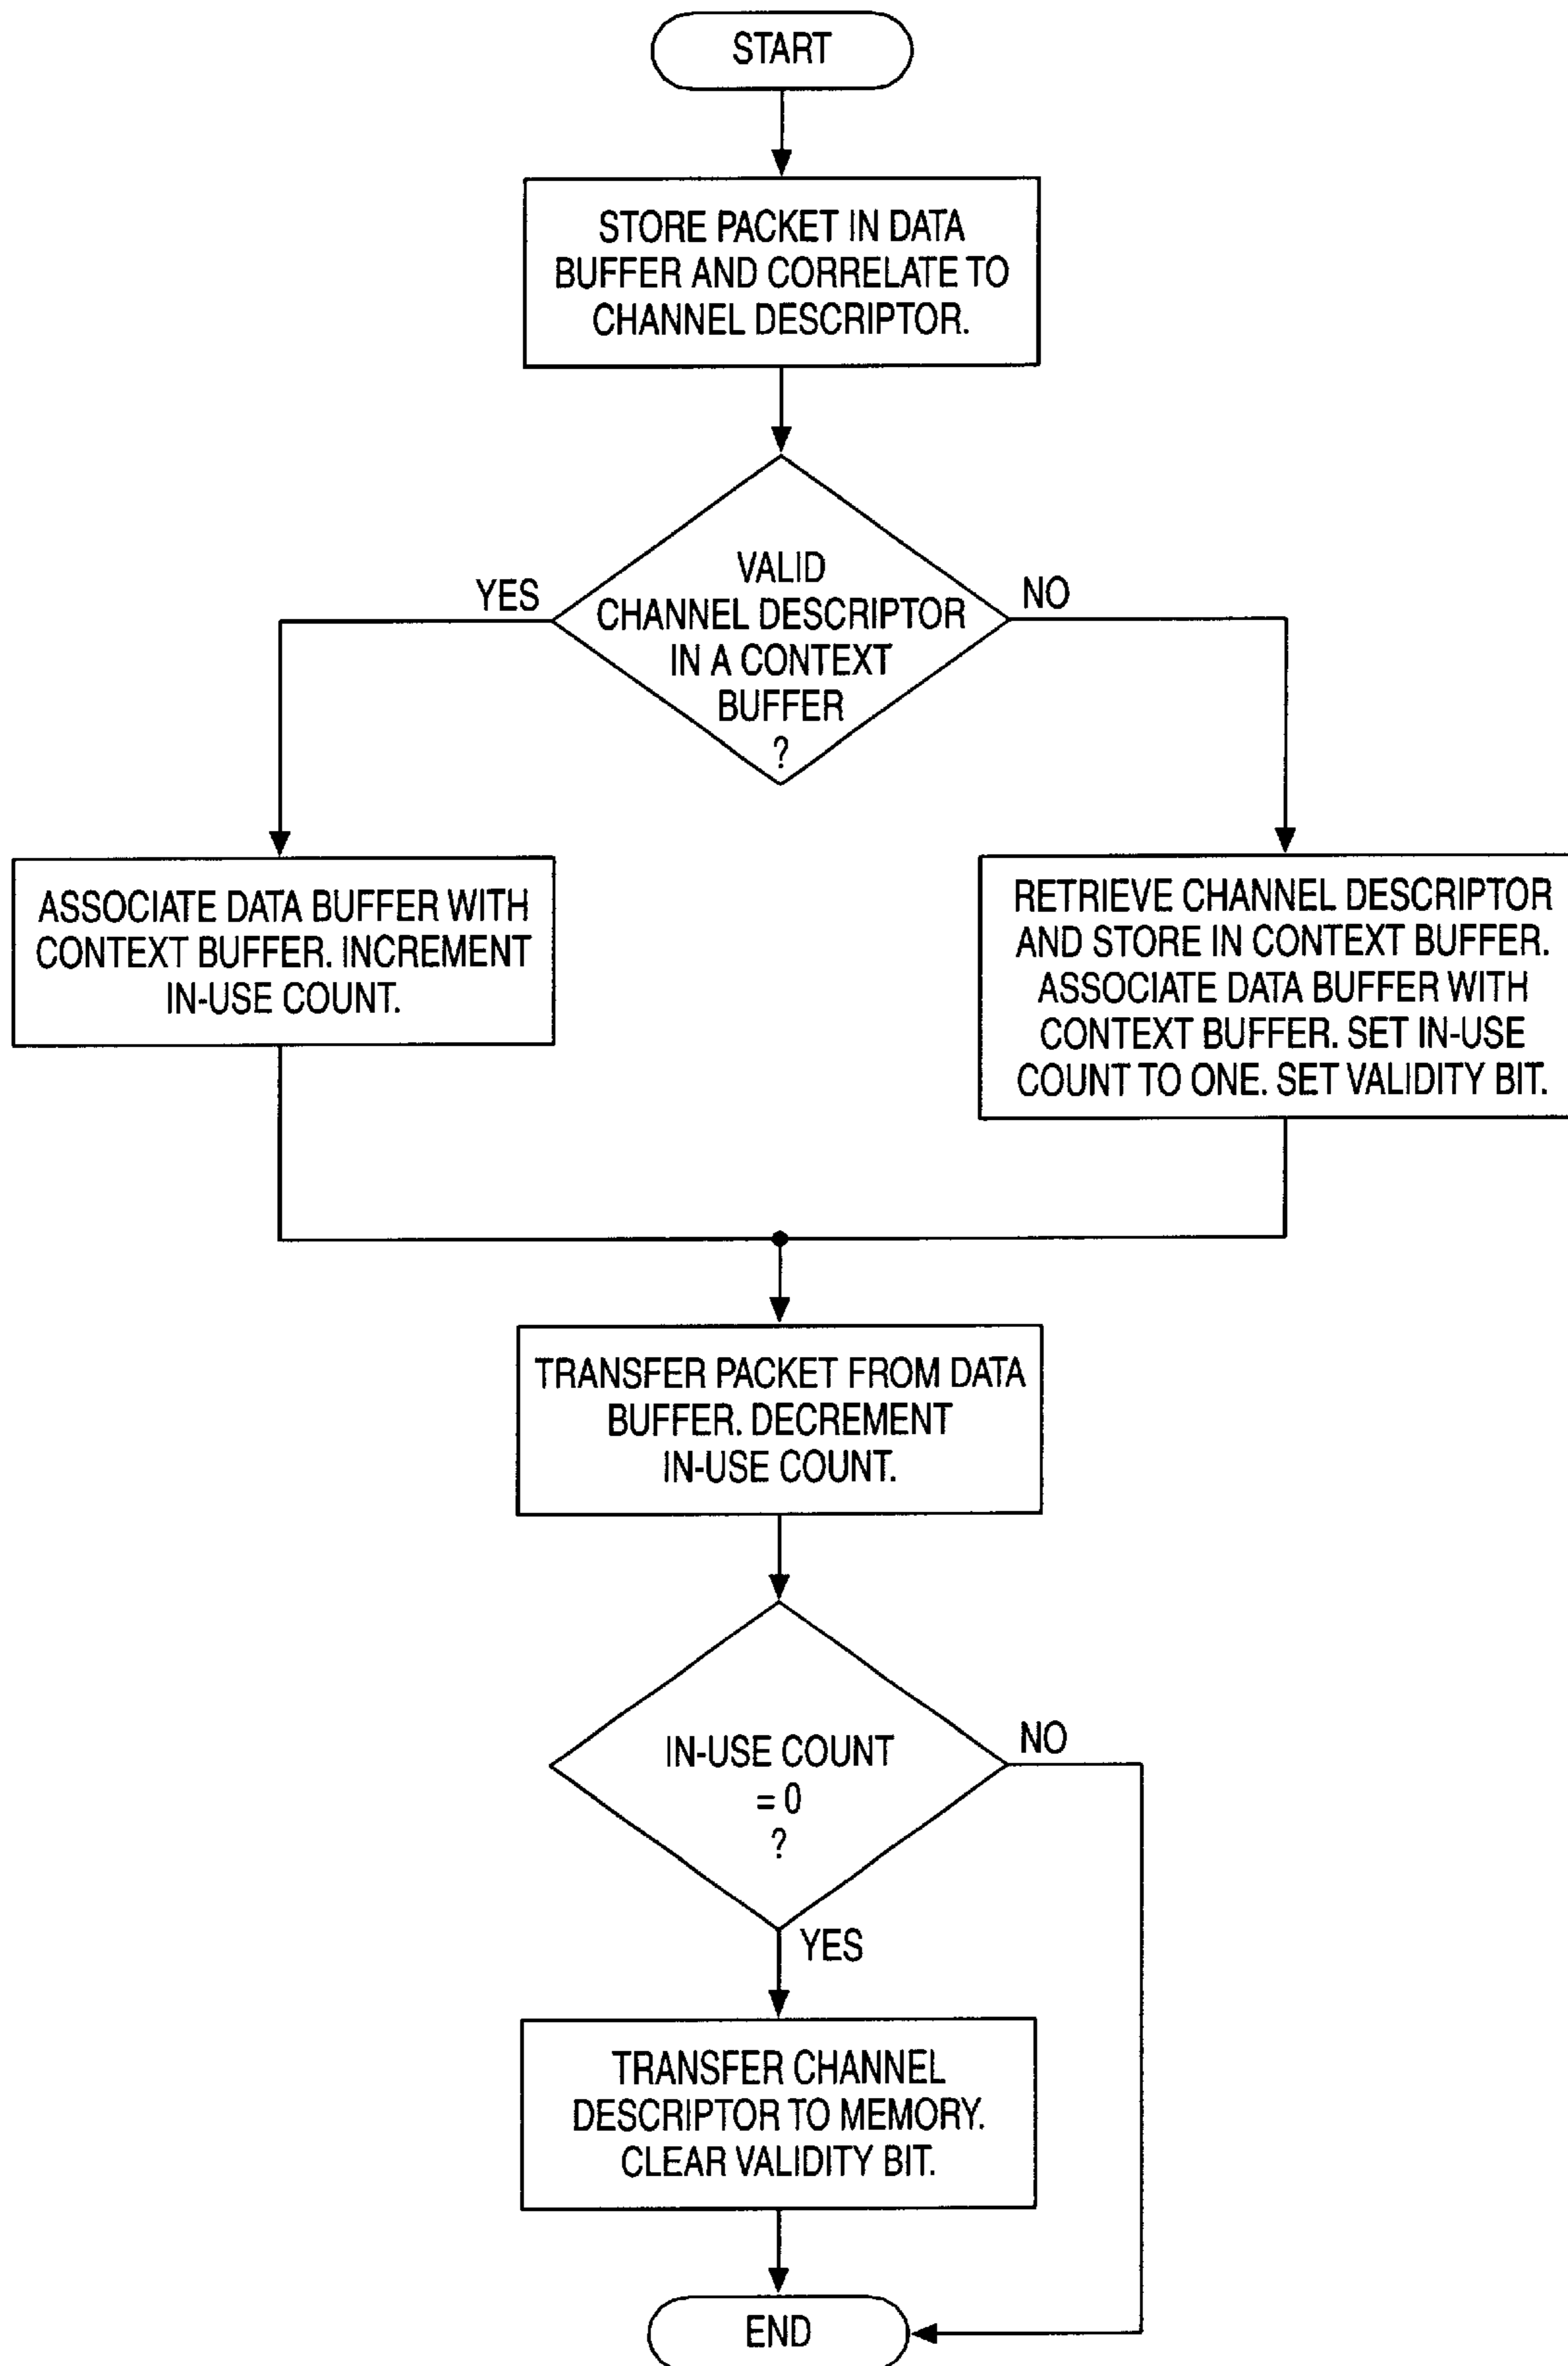 START
STORE PACKET IN DATA
BUFFER AND CORRELATE TO
CHANNEL DESCRIPTOR.
VALID
CHANNEL DESCRIPTOR
IN A CONTEXT
BUFFER
?
YES
NO
ASSOCIATE DATA BUFFER WITH
CONTEXT BUFFER. INCREMENT
IN-USE COUNT.
RETRIEVE CHANNEL DESCRIPTOR
AND STORE IN CONTEXT BUFFER.
ASSOCIATE DATA BUFFER WITH
CONTEXT BUFFER. SET IN-USE
COUNT TO ONE. SET VALIDITY BIT.
TRANSFER PACKET FROM DATA
BUFFER. DECREMENT
IN-USE COUNT.
IN-USE COUNT
= 0
?
NO
YES
TRANSFER CHANNEL
DESCRIPTOR TO MEMORY.
CLEAR VALIDITY BIT.
END